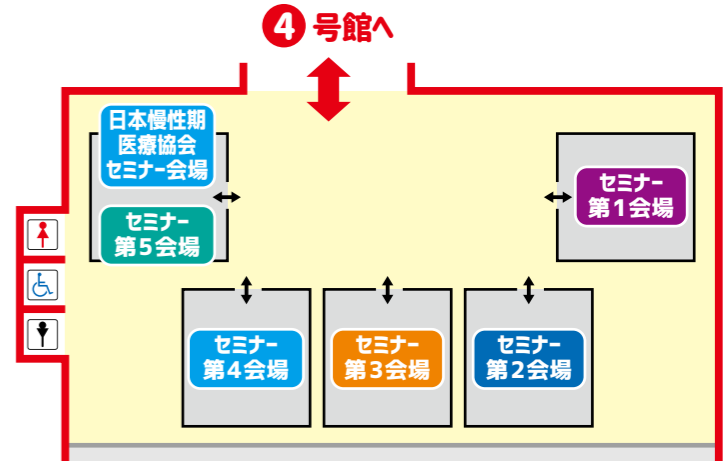 4 号館へ
日本慢性期
医療協会
セミナー会場
セミナー
第5会場
セミナー
第1会場
セミナー
第4会場
セミナー
第3会場
セミナー
第2会場